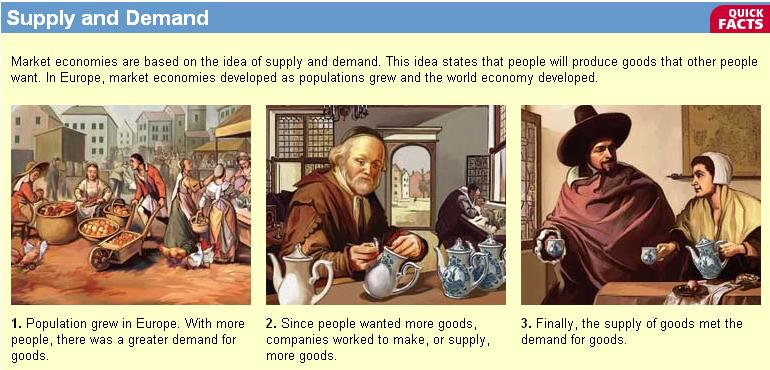 Supply and Demand
QUICK
FACTS
Market economies are based on the idea of supply and demand. This idea states that people will produce goods that other people
want. In Europe, market economies developed as populations grew and the world economy developed.
1. Population grew in Europe. With more
people, there was a greater demand for
goods.
2. Since people wanted more goods,
companies worked to make, or supply,
more goods.
3. Finally, the supply of goods met the
demand for goods.